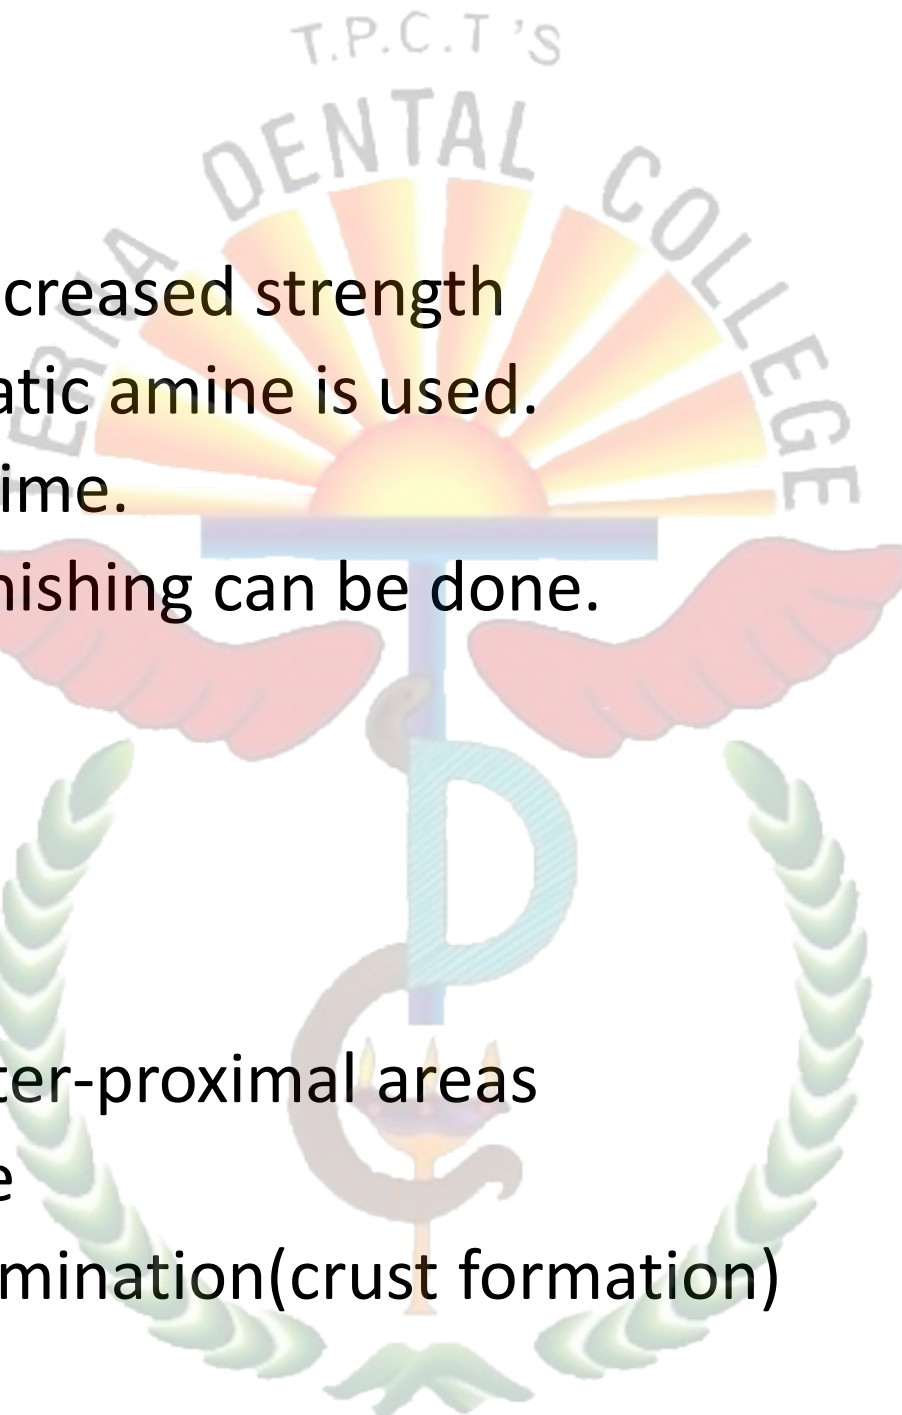 T.P.C.T 'S
ERNA DENTAL COLLEGE
creased strength
atic amine is used.
ime.
nishing can be done.
ter-proximal areas
e
mination(crust formation)